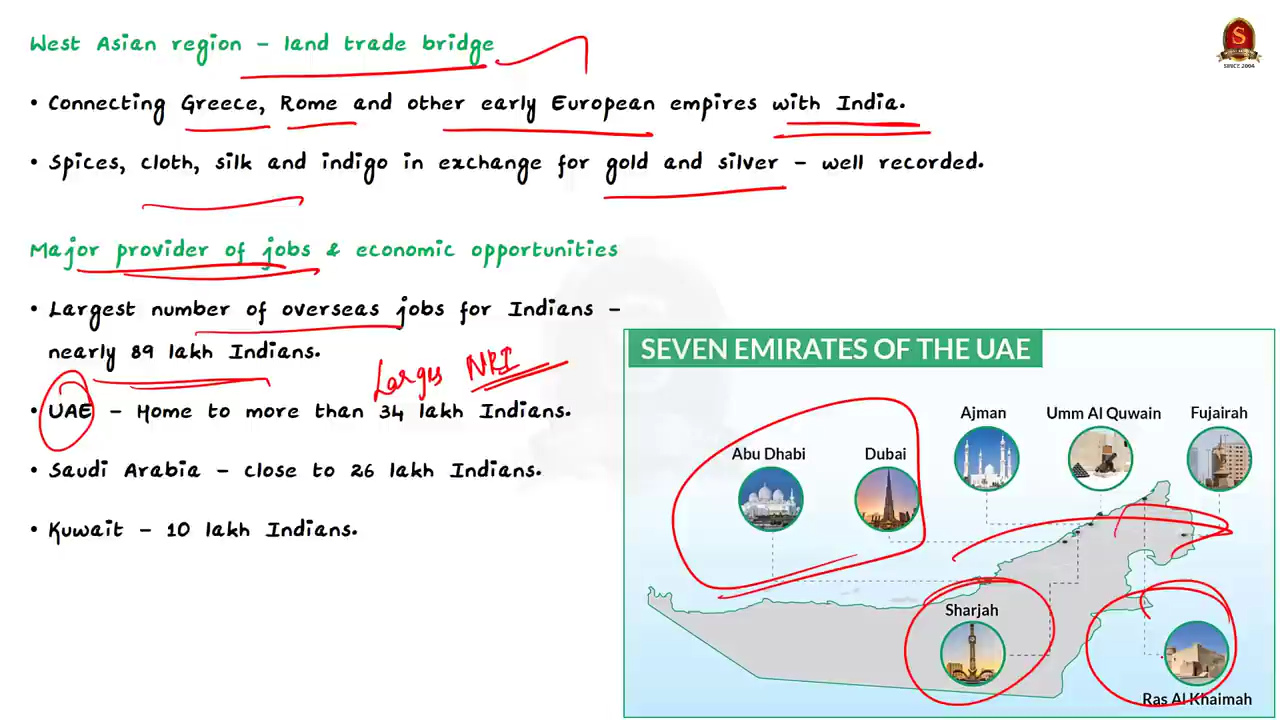 West Asian region – land trade bridge
• Connecting Greece, Rome and other early European empires with India.
• Spices, cloth, silk and indigo in exchange for gold and silver – well recorded.
Major provider of jobs & economic opportunities
• Largest number of overseas jobs for Indians –
nearly 89 lakh Indians.
Larges NRI
• UAE – Home to more than 34 lakh Indians.
• Saudi Arabia – close to 26 lakh Indians.
• Kuwait – 10 lakh Indians.
S
SINCE 2004
SEVEN EMIRATES OF THE UAE
Ajman
Umm Al Quwain
Fujairah
Abu Dhabi
Dubai
Sharjah
Ras Al Khaimah